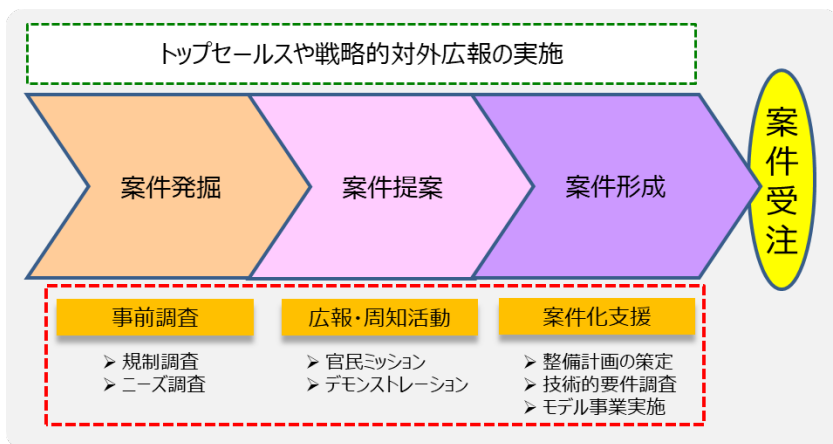 トップセールスや戦略的対外広報の実施
案件発掘
案件提案
案件形成
案件受注
事前調査
➢ 規制調査
➢ ニーズ調査
広報・周知活動
➢ 官民ミッション
➢ デモンストレーション
案件化支援
➢ 整備計画の策定
➢ 技術的要件調査
➢ モデル事業実施